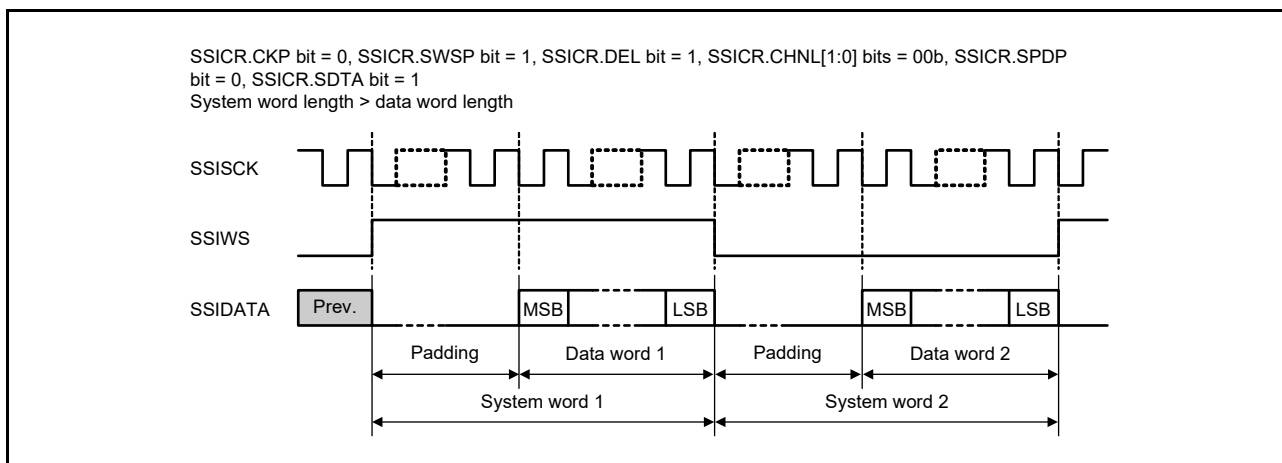 SSICR.CKP bit = 0, SSICR.SWSP bit = 1, SSICR.DEL bit = 1, SSICR.CHNL[1:0] bits = 00b, SSICR.SPDP
bit = 0, SSICR.SDTA bit = 1
System word length > data word length
SSISCK
SSIWS
SSIDATA Prev. MSB LSB MSB LSB
Padding Data word 1 Padding Data word 2
System word 1 System word 2